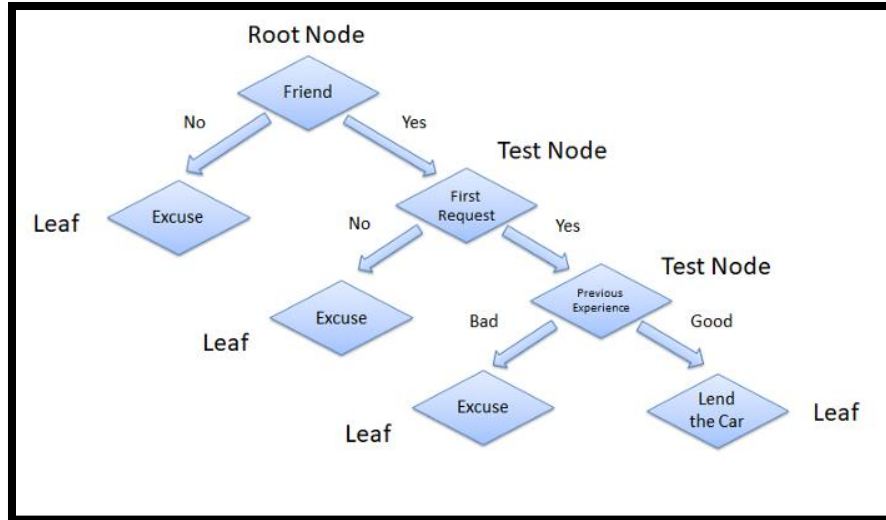 Root Node
Friend
No
Yes
Test Node
First
Request
Leaf
Excuse
No
Yes
Test Node
Previous
Experience
Leaf
Excuse
Bad
Good
Leaf
Excuse
Lend
the Car
Leaf